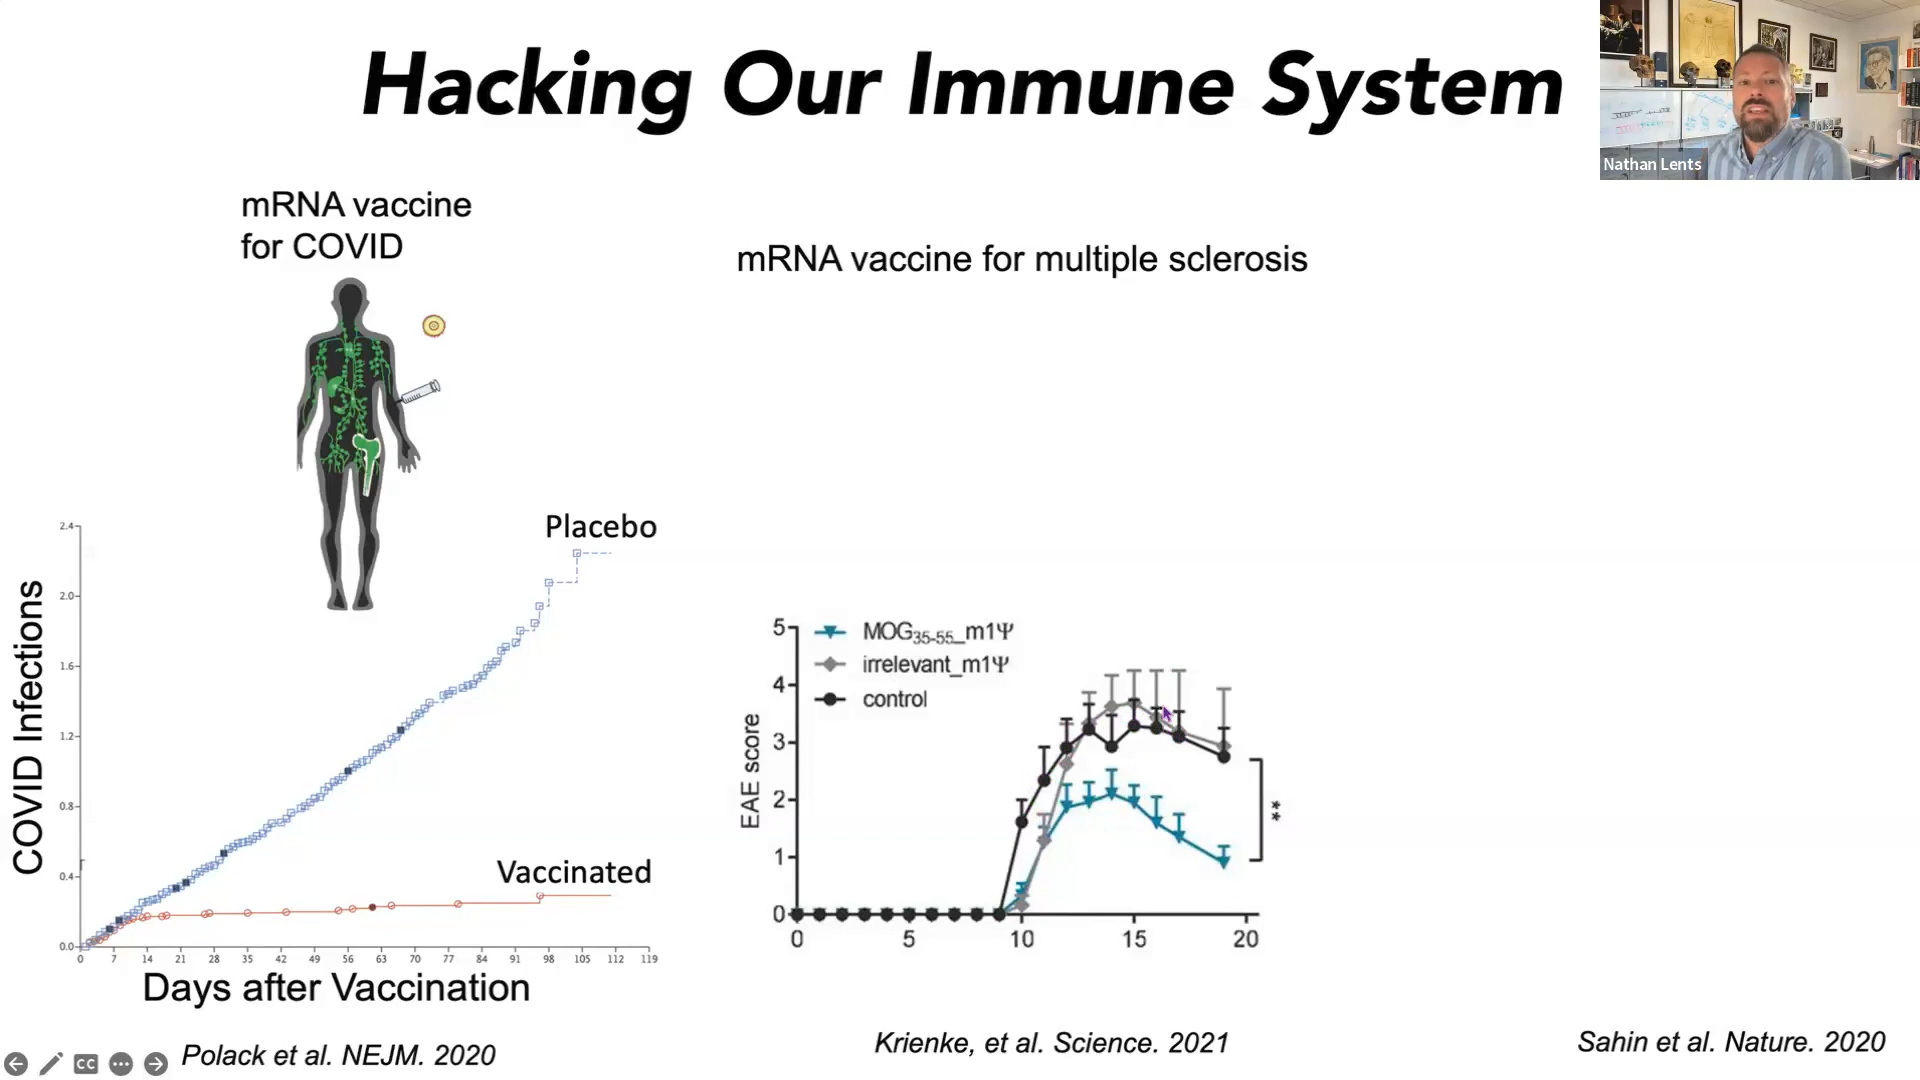 Hacking Our Immune System
Nathan Lents
mRNA vaccine
for COVID
mRNA vaccine for multiple sclerosis
Placebo
Vaccinated
COVID Infections
2.4
2.0
1.6
1.2
0.8
0.4
0.0
0 7 14 21 28 35 42 49 56 63 70 77 84 91 98 105 112 119
Days after Vaccination
MOG35-55_m1Ψ
irrelevant_m1Ψ
control
EAE score
5
4
3
2
1
0
0 5 10 15 20
**
Polack et al. NEJM. 2020
Krienke, et al. Science. 2021
Sahin et al. Nature. 2020
CC